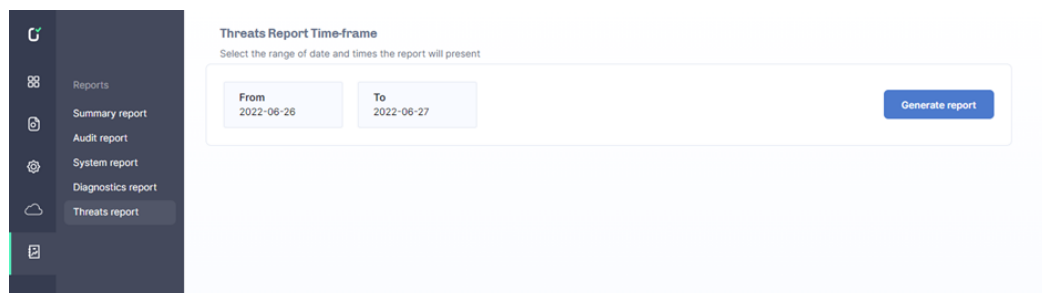 Threats Report Time-frame
Select the range of date and times the report will present
Reports
Summary report
Audit report
System report
Diagnostics report
Threats report
From
2022-06-26
To
2022-06-27
Generate report